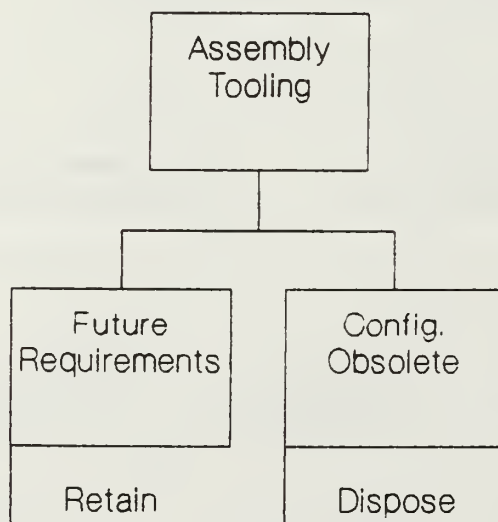 Assembly
Tooling
Future
Requirements
Config.
Obsolete
Retain
Dispose